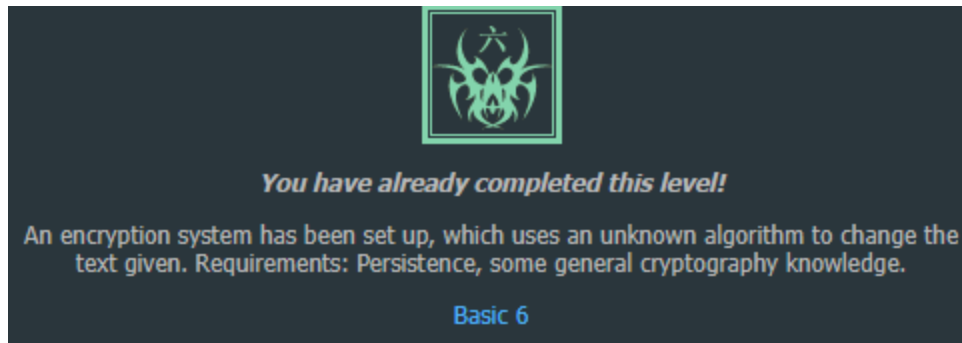 六
You have already completed this level!
An encryption system has been set up, which uses an unknown algorithm to change the
text given. Requirements: Persistence, some general cryptography knowledge.
Basic 6